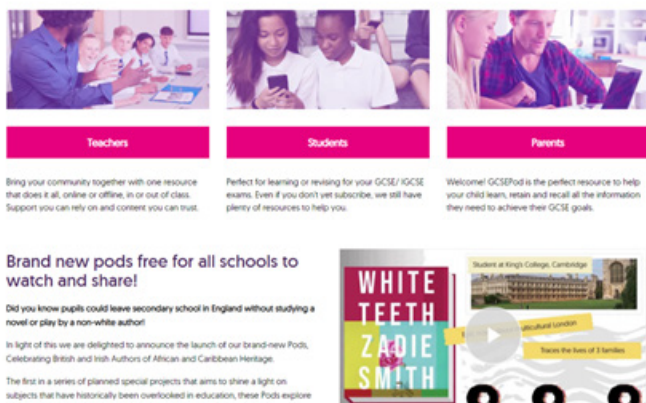 Teachers
Students
Parents
Bring your community together with one resource
that does it all, online or offline, in or out of class.
Support you can rely on and content you can trust.
Perfect for learning or revising for your GCSE/ IGCSE
exams. Even if you don't yet subscribe, we still have
plenty of resources to help you.
Welcome! GCSEPod is the perfect resource to help
your child learn, retain and recall all the information
they need to achieve their GCSE goals.
Brand new pods free for all schools to
watch and share!
Did you know pupils could leave secondary school in England without studying a
novel or play by a non-white author!
In light of this we are delighted to announce the launch of our brand-new Pods,
Celebrating British and Irish Authors of African and Caribbean Heritage.
The first in a series of planned special projects that aims to shine a light on
subjects that have historically been overlooked in education, these Pods explore
WHITE
TEETH
ZADIE
SMITH
Student at King's College, Cambridge
London
Traces the lives of 3 families